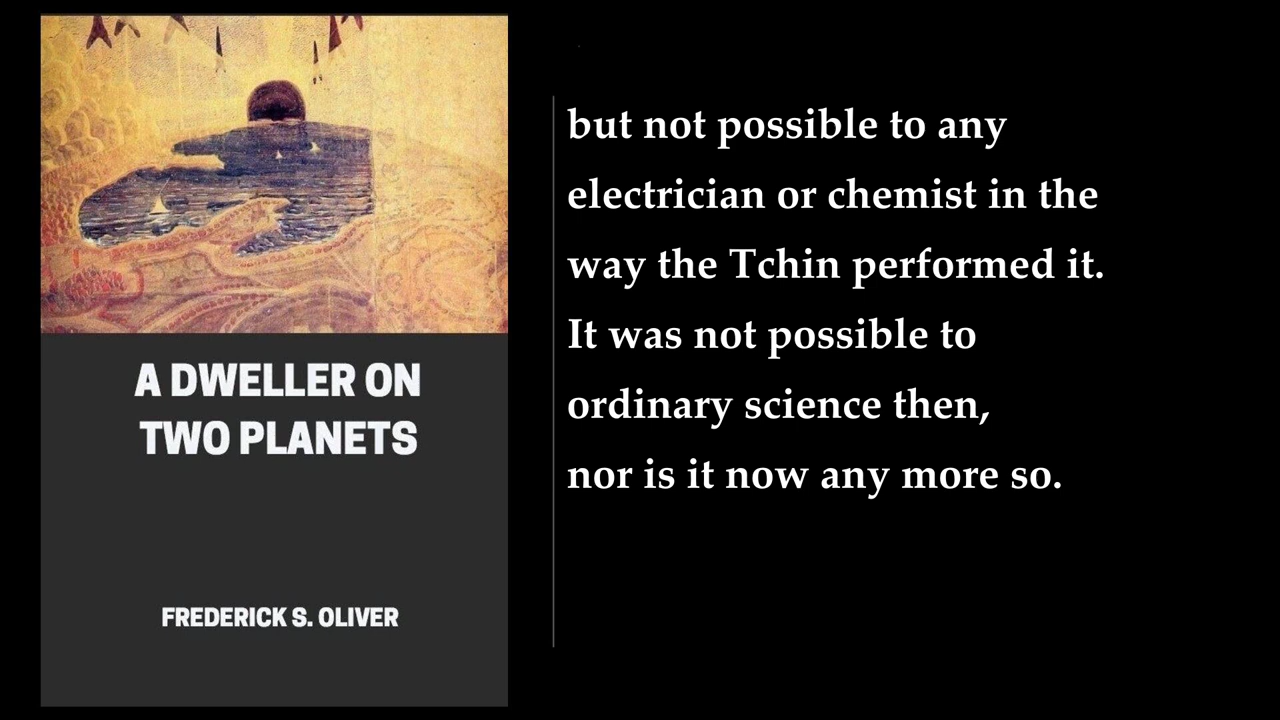 A DWELLER ON
TWO PLANETS
FREDERICK S. OLIVER
but not possible to any
electrician or chemist in the
way the Tchin performed it.
It was not possible to
ordinary science then,
nor is it now any more so.